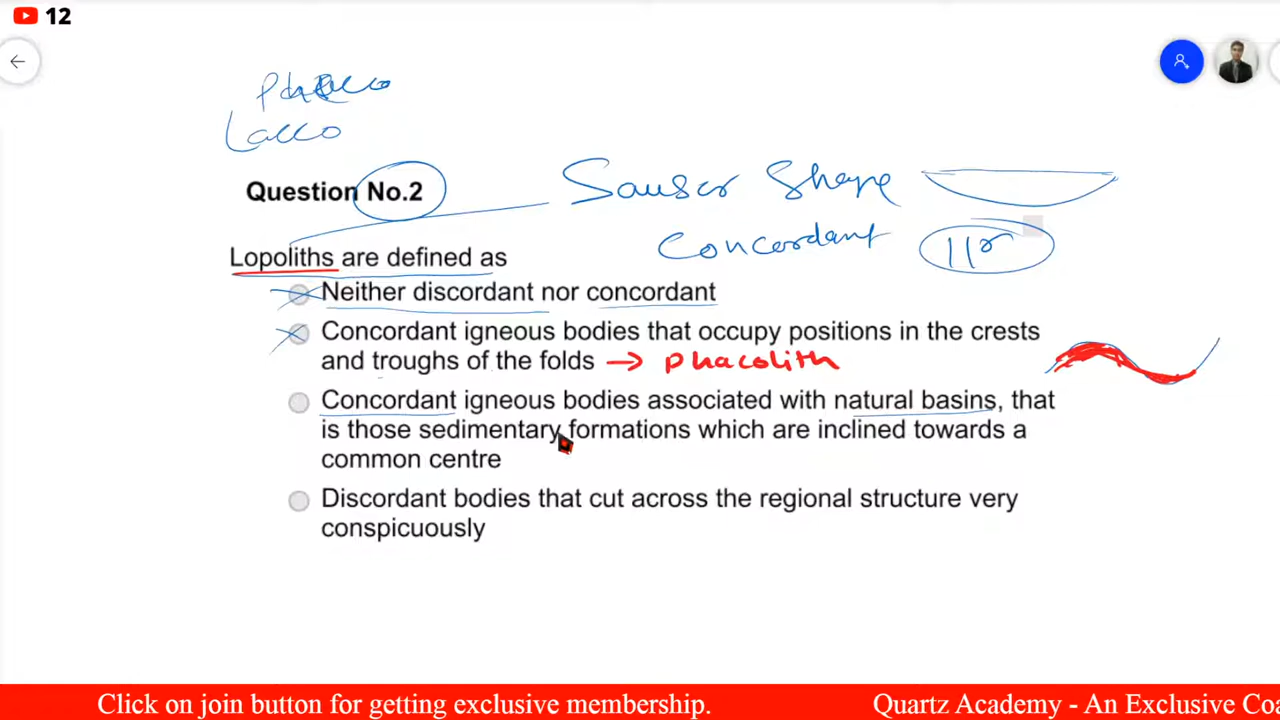 12
Phaco
Lacco
Question No.2
Sauser Shape
Concordant
11r
Lopoliths are defined as
Neither discordant nor concordant
Concordant igneous bodies that occupy positions in the crests
and troughs of the folds → phacolith
Concordant igneous bodies associated with natural basins, that
is those sedimentary formations which are inclined towards a
common centre
Discordant bodies that cut across the regional structure very
conspicuously
Click on join button for getting exclusive membership.
Quartz Academy - An Exclusive Coa